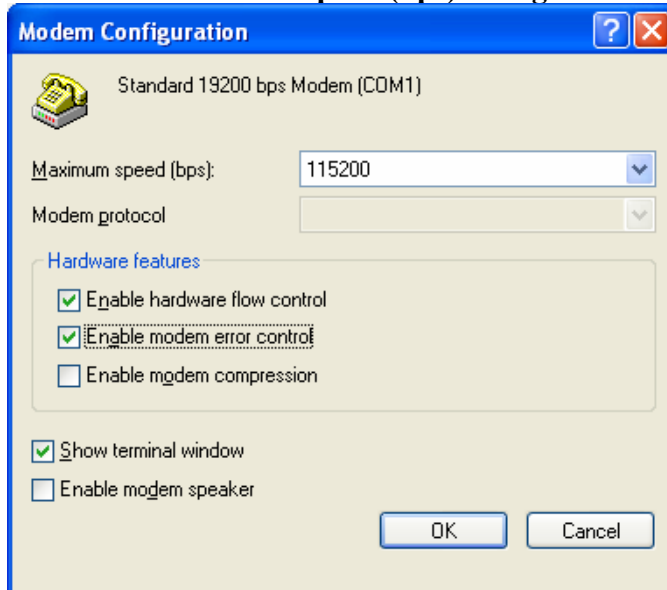 Modem Configuration
Standard 19200 bps Modem (COM1)
Maximum speed (bps): 115200
Modem protocol
Hardware features
Enable hardware flow control
Enable modem error control
Enable modem compression
Show terminal window
Enable modem speaker
OK Cancel